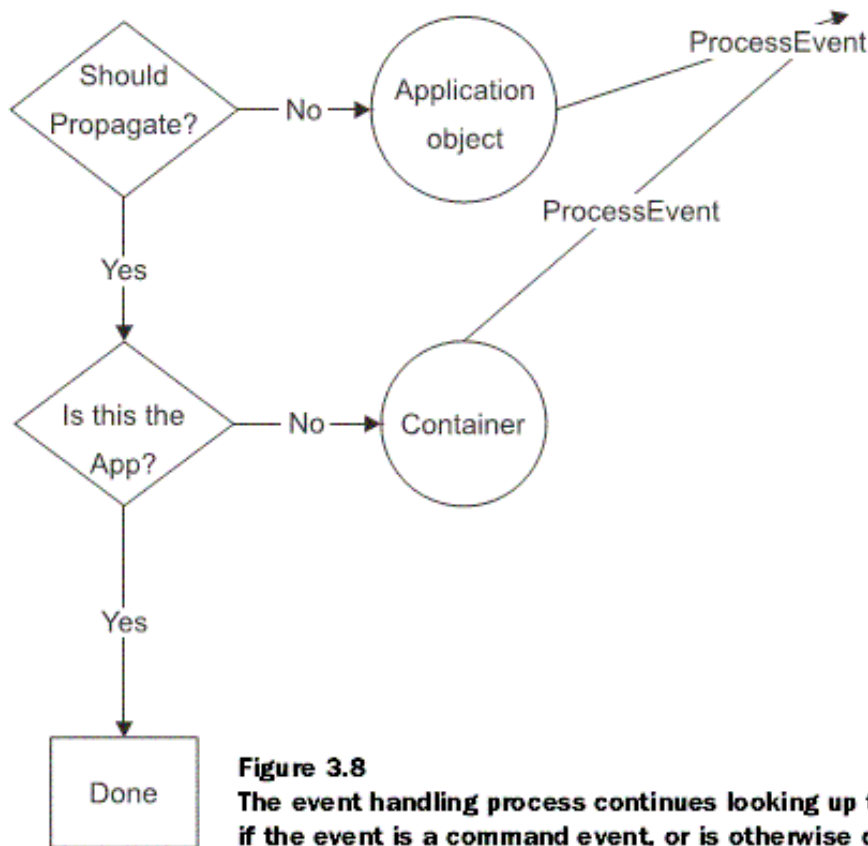 Should
Propagate?
No
Application
object
ProcessEvent
ProcessEvent
Yes
Is this the
App?
No
Container
Yes
Done
Figure 3.8
The event handling process continues looking up
if the event is a command event, or is otherwise